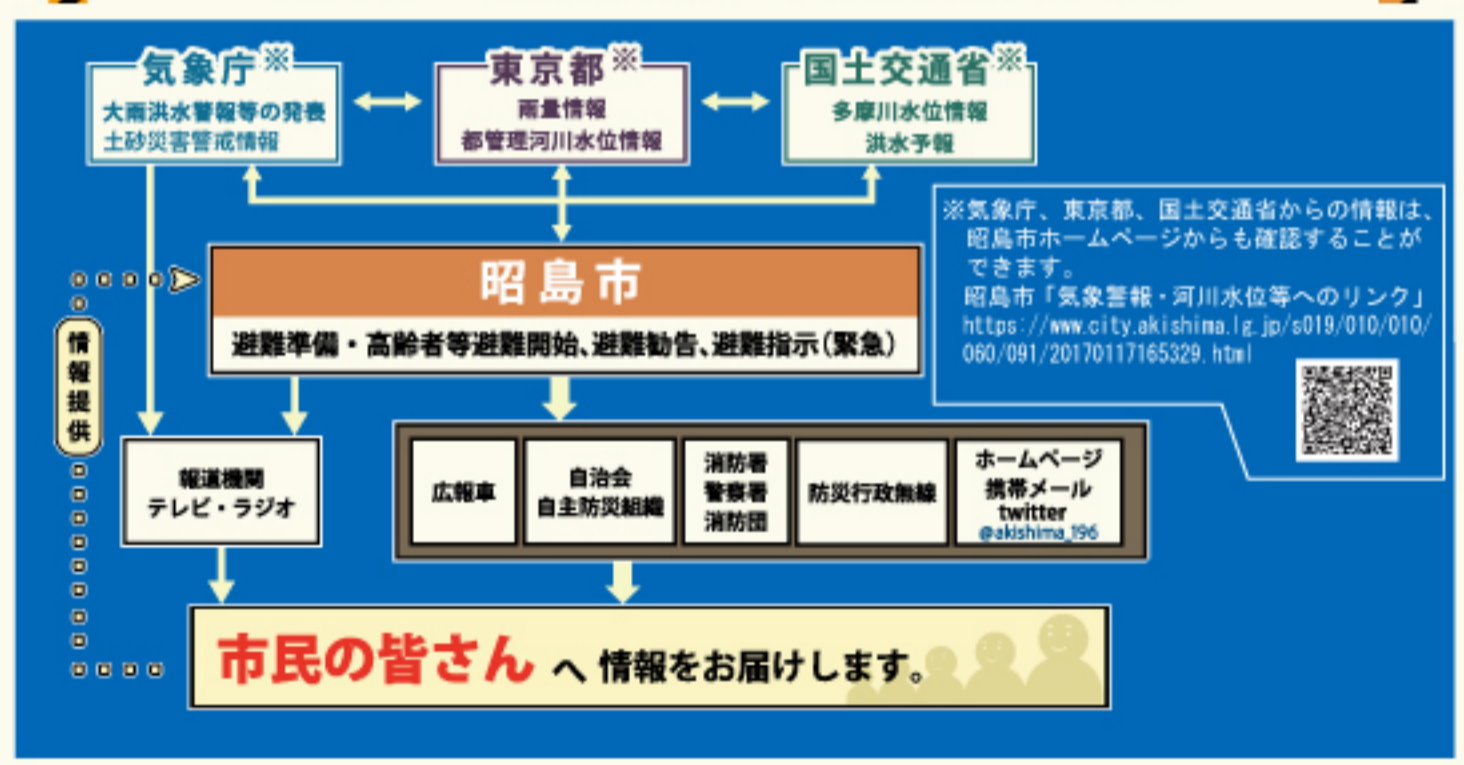 気象庁※
大雨洪水警報等の発表
土砂災害警戒情報
東京都※
雨量情報
都管理河川水位情報
国土交通省※
多摩川水位情報
洪水予報
※気象庁、東京都、国土交通省からの情報は、
昭島市ホームページからも確認することが
できます。
昭島市「気象警報・河川水位等へのリンク」
https://www.city.akishima.lg.jp/s019/010/010/
060/091/20170117165329.html
昭島市
避難準備・高齢者等避難開始、避難勧告、避難指示(緊急)
情報提供
報道機関
テレビ・ラジオ
広報車
自治会
自主防災組織
消防署
警察署
消防団
防災行政無線
ホームページ
携帯メール
twitter
@akishima_196
市民の皆さん へ 情報をお届けします。